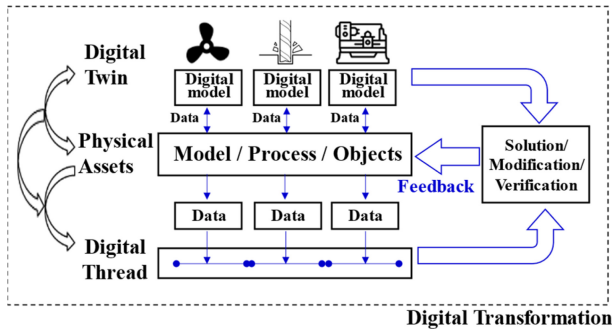 Digital
Twin
Digital
model
Digital
model
Digital
model
Data
Data
Data
Physical
Assets
Model / Process / Objects
Solution/
Modification/
Verification
Feedback
Data
Data
Data
Digital
Thread
Digital Transformation